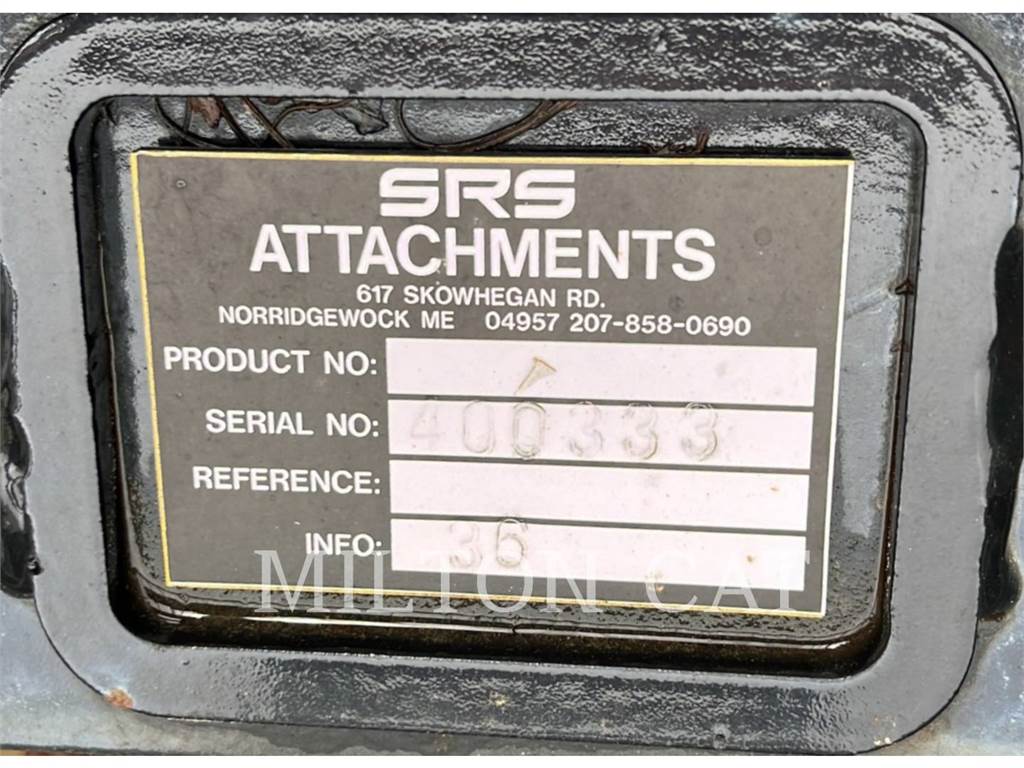 SRS
ATTACHMENTS
617 SKOWHEGAN RD.
NORRIDGEWOCK ME 04957 207-858-0690
PRODUCT NO:
SERIAL NO: 400333
REFERENCE:
INFO: 36
MILTON CAT